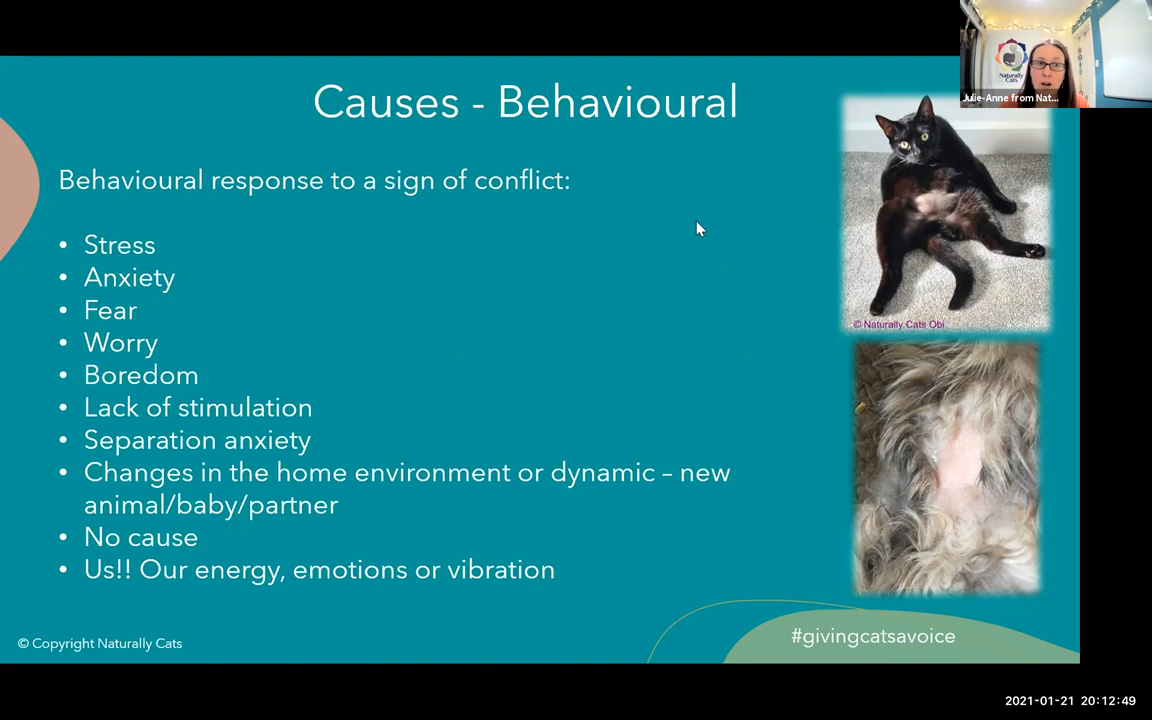 Causes - Behavioural
Naturally
Cats
Julie-Anne from Nat...
Behavioural response to a sign of conflict:
• Stress
• Anxiety
• Fear
• Worry
• Boredom
• Lack of stimulation
• Separation anxiety
• Changes in the home environment or dynamic – new
animal/baby/partner
• No cause
• Us!! Our energy, emotions or vibration
© Naturally Cats Obi
© Copyright Naturally Cats
#givingcatsavoice
2021-01-21 20:12:49